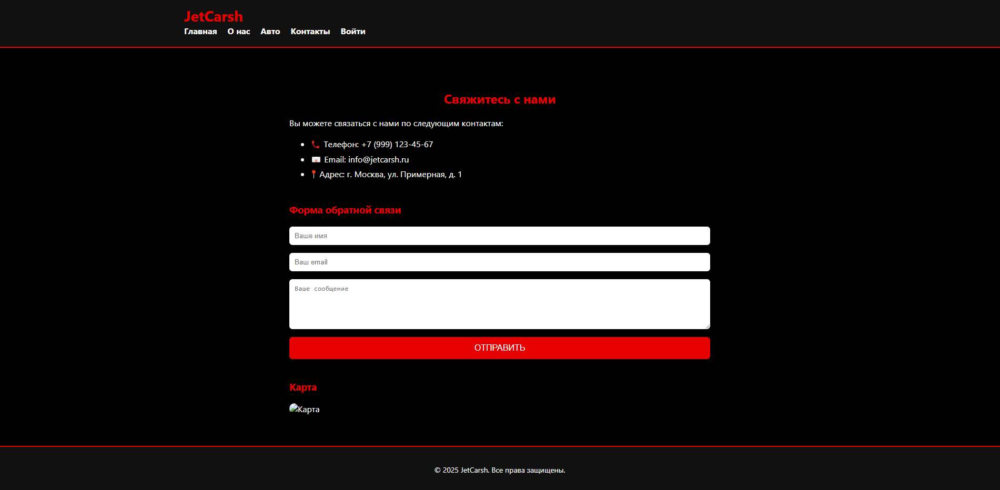 JetCarsh
Главная О нас Авто Контакты Войти
Свяжитесь с нами
Вы можете связаться с нами по следующим контактам:
📞 Телефон: +7 (999) 123-45-67
📧 Email: info@jetcarsh.ru
📍 Адрес: г. Москва, ул. Примерная, д. 1
Форма обратной связи
Ваше имя
Ваш email
Ваше сообщение
ОТПРАВИТЬ
Карта
Карта
© 2025 JetCarsh. Все права защищены.